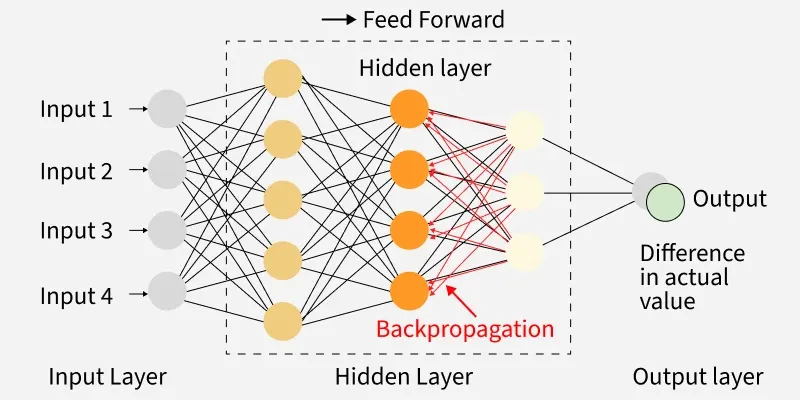 Feed Forward
Hidden layer
Input 1
Input 2
Input 3
Input 4
Output
Difference
in actual
value
Backpropagation
Input Layer
Hidden Layer
Output layer